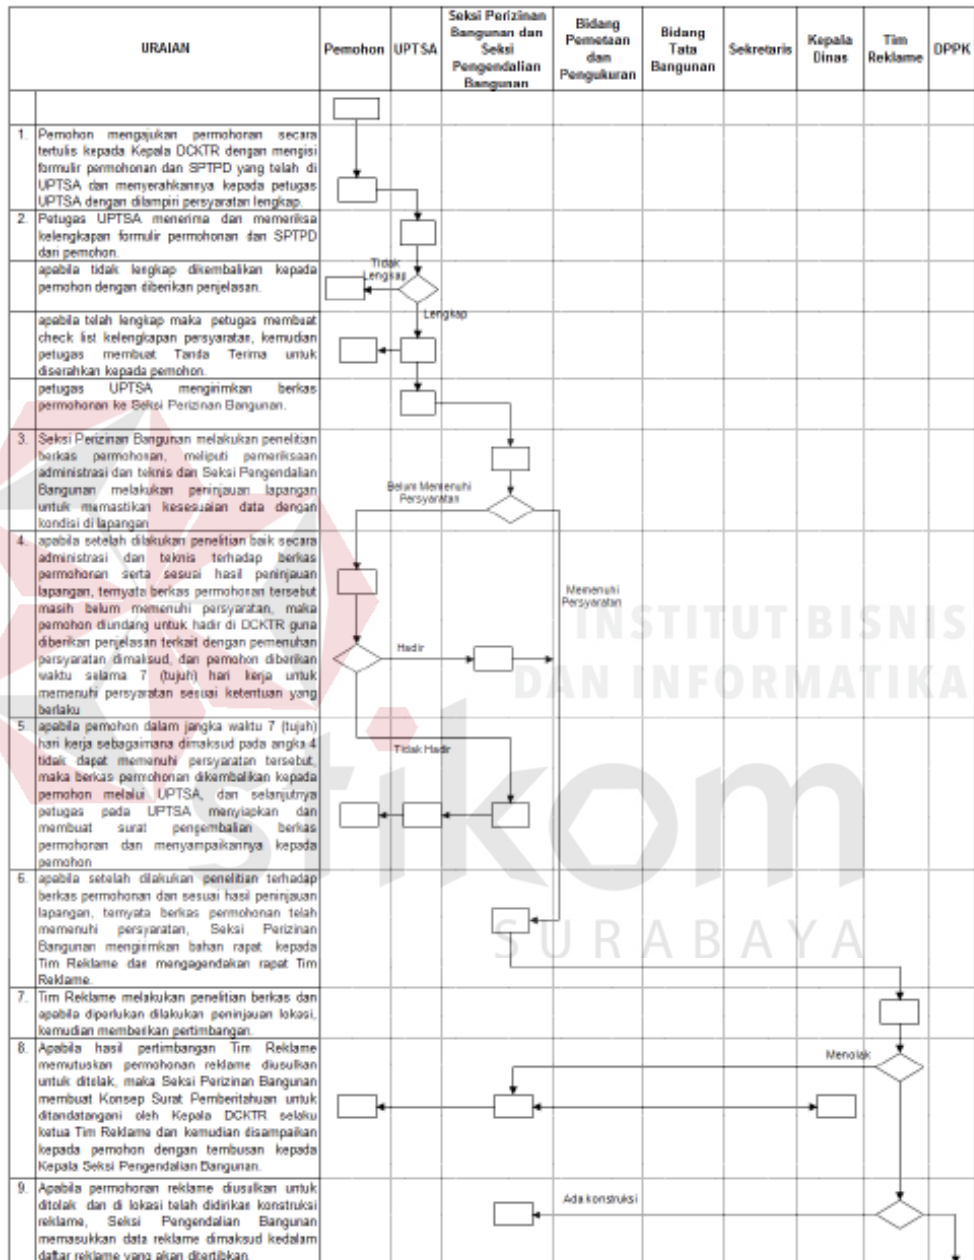 URAIAN
Pemohon
UPTSA
Seksi Perizinan
Bangunan dan
Seksi
Pengendalian
Bangunan
Bidang
Pemetaan
dan
Pengukuran
Bidang
Tata
Bangunan
Sekretaris
Kepala
Dinas
Tim
Reklame
DPPK
1. Pemohon mengajukan permohonan secara
tertulis kepada Kepala DCKTR dengan mengisi
formulir permohonan dan SPTPD yang telah di
UPTSA dan menyerahkannya kepada petugas
UPTSA dengan dilampiri persyaratan lengkap.
2. Petugas UPTSA menerima dan memeriksa
kelengkapan formulir permohonan dan SPTPD
dari pemohon.
apabila tidak lengkap dikembalikan kepada
pemohon dengan diberikan penjelasan.
Tidak
Lengkap
Lengkap
apabila telah lengkap maka petugas membuat
check list kelengkapan persyaratan, kemudian
petugas membuat Tanda Terima untuk
diserahkan kepada pemohon.
petugas UPTSA mengirimkan berkas
permohonan ke Seksi Perizinan Bangunan.
3. Seksi Perizinan Bangunan melakukan penelitian
berkas permohonan, meliputi pemeriksaan
administrasi dan teknis dan Seksi Pengendalian
Bangunan melakukan peninjauan lapangan
untuk memastikan kesesuaian data dengan
kondisi di lapangan
Belum Memenuhi
Persyaratan
4. apabila setelah dilakukan penelitian baik secara
administrasi dan teknis terhadap berkas
permohonan serta sesuai hasil peninjauan
lapangan, ternyata berkas permohonan tersebut
masih belum memenuhi persyaratan, maka
pemohon diundang untuk hadir di DCKTR guna
diberikan penjelasan terkait dengan pemenuhan
persyaratan dimaksud, dan pemohon diberikan
waktu selama 7 (tujuh) hari kerja untuk
memenuhi persyaratan sesuai ketentuan yang
berlaku
Memenuhi
Persyaratan
Hadir
INSTITUT BISNIS
DAN INFORMATIKA
5. apabila pemohon dalam jangka waktu 7 (tujuh)
hari kerja sebagaimana dimaksud pada angka 4
tidak dapat memenuhi persyaratan tersebut,
maka berkas permohonan dikembalikan kepada
pemohon melalui UPTSA, dan selanjutnya
petugas pada UPTSA menyiapkan dan
membuat surat pengembalian berkas
permohonan dan menyampaikannya kepada
pemohon
Tidak Hadir
stikom
SURABAYA
6. apabila setelah dilakukan penelitian terhadap
berkas permohonan dan sesuai hasil peninjauan
lapangan, ternyata berkas permohonan telah
memenuhi persyaratan, Seksi Perizinan
Bangunan mengirimkan bahan rapat kepada
Tim Reklame dan mengagendakan rapat Tim
Reklame.
7. Tim Reklame melakukan penelitian berkas dan
apabila diperlukan dilakukan peninjauan lokasi,
kemudian memberikan pertimbangan.
8. Apabila hasil pertimbangan Tim Reklame
memutuskan permohonan reklame diusulkan
untuk ditolak, maka Seksi Perizinan Bangunan
membuat Konsep Surat Pemberitahuan untuk
ditandatangani oleh Kepala DCKTR selaku
ketua Tim Reklame dan kemudian disampaikan
kepada pemohon dengan tembusan kepada
Kepala Seksi Pengendalian Bangunan.
Menolak
9. Apabila permohonan reklame diusulkan untuk
ditolak dan di lokasi telah didirikan konstruksi
reklame, Seksi Pengendalian Bangunan
memasukkan data reklame dimaksud kedalam
daftar reklame yang akan ditertibkan.
Ada konstruksi